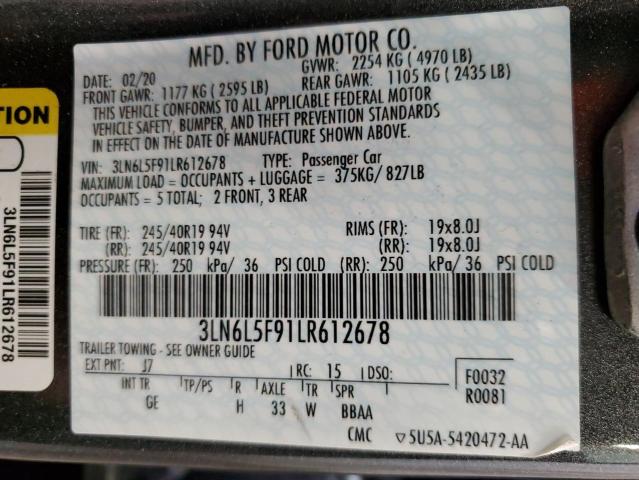 MFD. BY FORD MOTOR CO.
DATE: 02/20 GVWR: 2254 KG ( 4970 LB)
FRONT GAWR: 1177 KG ( 2595 LB) REAR GAWR: 1105 KG ( 2435 LB)
THIS VEHICLE CONFORMS TO ALL APPLICABLE FEDERAL MOTOR
VEHICLE SAFETY, BUMPER, AND THEFT PREVENTION STANDARDS
IN EFFECT ON THE DATE OF MANUFACTURE SHOWN ABOVE.
VIN: 3LN6L5F91LR612678 TYPE: Passenger Car
MAXIMUM LOAD = OCCUPANTS + LUGGAGE = 375KG/ 827LB
OCCUPANTS = 5 TOTAL; 2 FRONT, 3 REAR
TIRE (FR): 245/40R19 94V RIMS (FR): 19x8.0J
(RR): 245/40R19 94V (RR): 19x8.0J
PRESSURE (FR): 250 kPa/ 36 PSI COLD (RR): 250 kPa/ 36 PSI COLD
3LN6L5F91LR612678
TRAILER TOWING - SEE OWNER GUIDE
EXT PNT: J7 RC: 15 DSO: F0032
INT TR TP/PS R AXLE TR SPR R0081
GE H 33 W BBAA
CMC ▽5U5A-5420472-AA
TION
3LN6L5F91LR612678